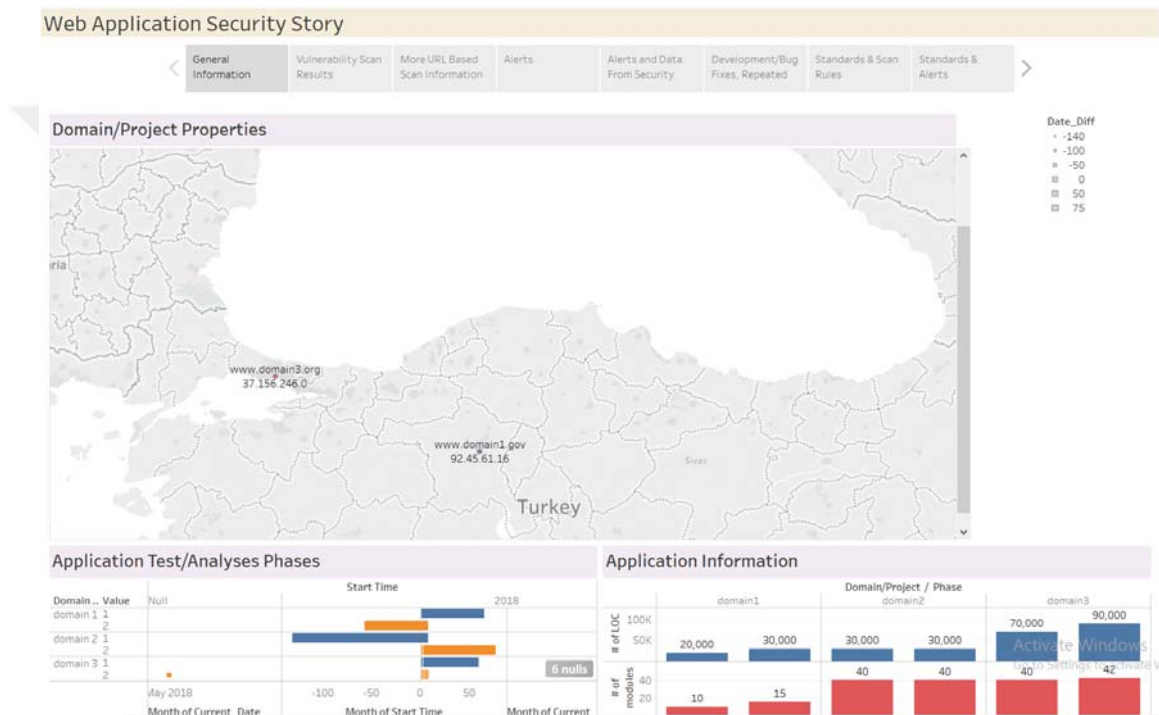 Web Application Security Story
General Information
Vulnerability Scan Results
More URL Based Scan Information
Alerts
Alerts and Data From Security
Development/Bug Fixes, Repeated
Standards & Scan Rules
Standards & Alerts
Domain/Project Properties
Date_Diff
-140
-100
-50
0
50
75
ria
www.domain3.org
37.156.246.0
www.domain1.gov
92.45.61.16
Sivas
Turkey
Application Test/Analyses Phases
Start Time
Domain.. Value Null 2018
domain 1 1
2
domain 2 1
2
domain 3 1
2
6 nulls
May 2018 -100 -50 0 50
Month of Current_Date Month of Start Time Month of Current
Application Information
Domain/Project / Phase
domain1 domain2 domain3
# of LOC
100K
50K
20,000 30,000 30,000 30,000 70,000 90,000
Activate Windows
Go to Settings to activate
# of modules
40
20
10 15 40 40 40 42